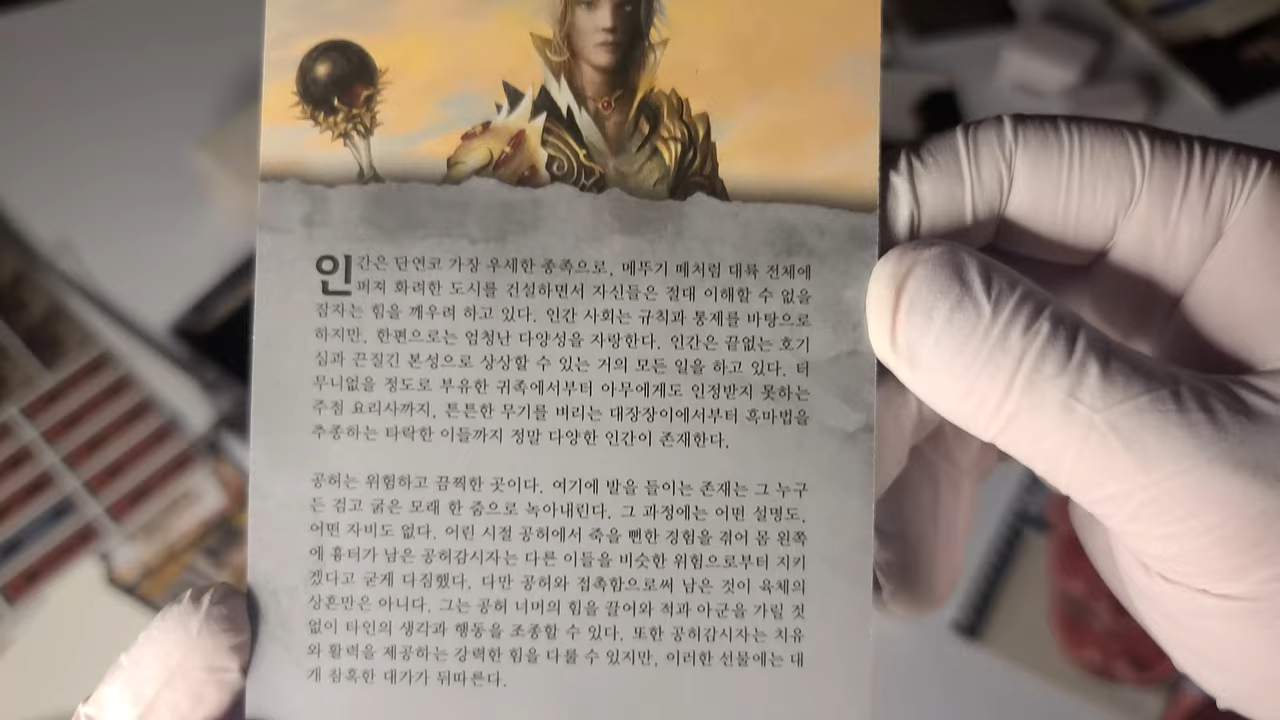 인간은 단연코 가장 우세한 종족으로, 메뚜기 떼처럼 대륙 전체에
퍼져 화려한 도시를 건설하면서 자신들은 절대 이해할 수 없을
잠자는 힘을 깨우려 하고 있다. 인간 사회는 규칙과 통제를 바탕으로
하지만, 한편으로는 엄청난 다양성을 자랑한다. 인간은 끝없는 호기
심과 끈질긴 본성으로 상상할 수 있는 거의 모든 일을 하고 있다. 터
무니없을 정도로 부유한 귀족에서부터 아무에게도 인정받지 못하는
주점 요리사까지, 튼튼한 무기를 벼리는 대장장이에서부터 흑마법을
추종하는 타락한 이들까지 정말 다양한 인간이 존재한다.
공허는 위험하고 끔찍한 곳이다. 여기에 발을 들이는 존재는 그 누구
든 검고 굵은 모래 한 줌으로 녹아내린다. 그 과정에는 어떤 설명도,
어떤 자비도 없다. 어린 시절 공허에서 죽을 뻔한 경험을 겪어 몸 왼쪽
에 흉터가 남은 공허감시자는 다른 이들을 비슷한 위험으로부터 지키
겠다고 굳게 다짐했다. 다만 공허와 접촉함으로써 남은 것이 육체의
상흔만은 아니다. 그는 공허 너머의 힘을 끌어와 적과 아군을 가릴 것
없이 타인의 생각과 행동을 조종할 수 있다. 또한 공허감시자는 치유
와 활력을 제공하는 강력한 힘을 다룰 수 있지만, 이러한 선물에는 대
개 참혹한 대가가 뒤따른다.